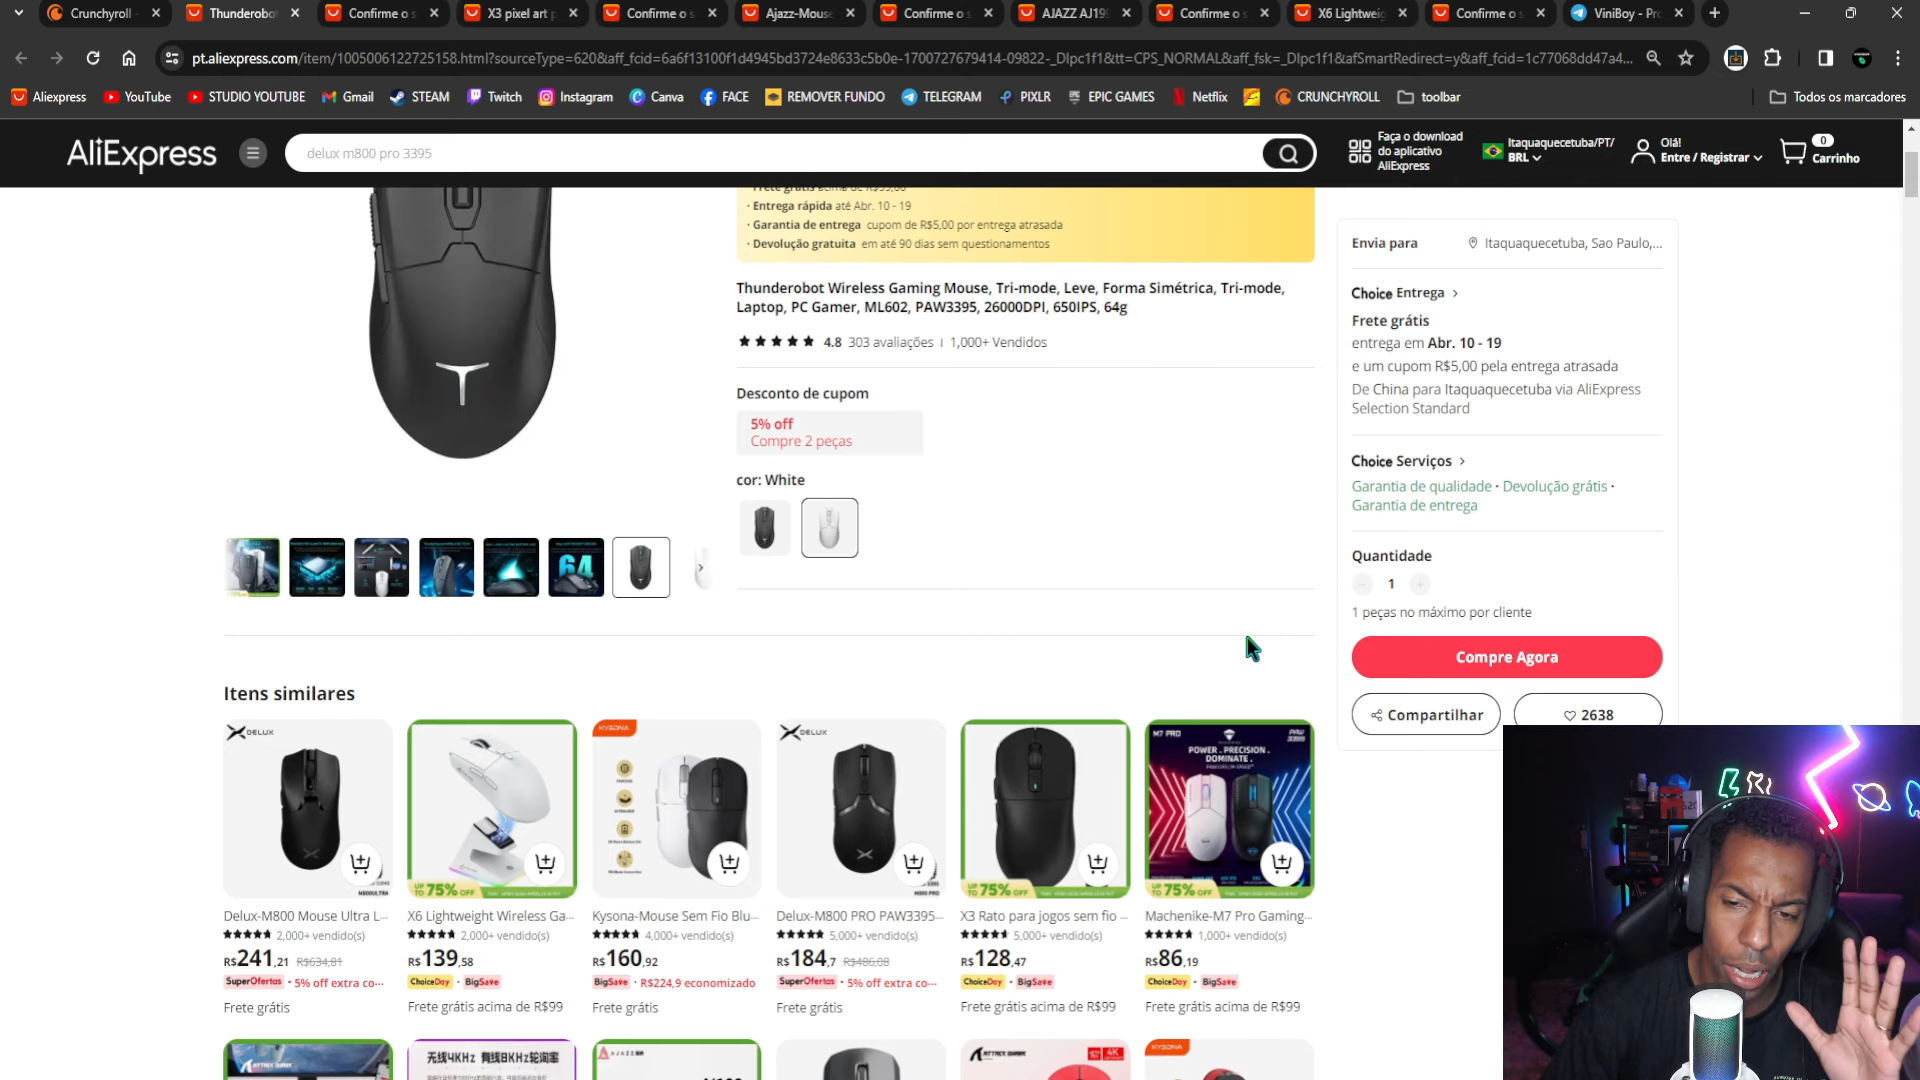 Crunchyroll
Thunderobot
Confirme o s
X3 pixel art p
Confirme o s
Ajazz-Mouse
Confirme o s
AJAZZ AJ199
Confirme o s
X6 Lightweig
Confirme o s
ViniBoy - Pro
pt.aliexpress.com/item/1005006122725158.html?sourceType=620&aff_fcid=6a6f13100f1d4945bd3724e8633c5b0e-1700727679414-09822-_DIpc1f1&tt=CPS_NORMAL&aff_fsk=_DIpc1f1&afSmartRedirect=y&aff_fcid=1c77068dd47a4...
Aliexpress
YouTube
STUDIO YOUTUBE
Gmail
STEAM
Twitch
Instagram
Canva
FACE
REMOVER FUNDO
TELEGRAM
PIXLR
EPIC GAMES
Netflix
CRUNCHYROLL
toolbar
Todos os marcadores
AliExpress
delux m800 pro 3395
Faça o download
do aplicativo
AliExpress
Itaquaquecetuba/PT/
BRL
Olá!
Entre / Registrar
0
Carrinho
· Frete grátis acima de R$99,00
· Entrega rápida até Abr. 10 - 19
· Garantia de entrega cupom de R$5,00 por entrega atrasada
· Devolução gratuita em até 90 dias sem questionamentos
Thunderobot Wireless Gaming Mouse, Tri-mode, Leve, Forma Simétrica, Tri-mode,
Laptop, PC Gamer, ML602, PAW3395, 26000DPI, 650IPS, 64g
4.8 303 avaliações | 1,000+ Vendidos
Desconto de cupom
5% off
Compre 2 peças
cor: White
64
Envia para
Itaquaquecetuba, Sao Paulo,...
Choice Entrega >
Frete grátis
entrega em Abr. 10 - 19
e um cupom R$5,00 pela entrega atrasada
De China para Itaquaquecetuba via AliExpress
Selection Standard
Choice Serviços >
Garantia de qualidade · Devolução grátis ·
Garantia de entrega
Quantidade
- 1 +
1 peças no máximo por cliente
Compre Agora
Compartilhar
2638
Itens similares
DELUX
M800ULTRA
Delux-M800 Mouse Ultra L...
2,000+ vendido(s)
R$241,21 R$634,81
SuperOfertas · 5% off extra co...
Frete grátis
UP TO 75% OFF
X6 Lightweight Wireless Ga...
2,000+ vendido(s)
R$139,58
ChoiceDay · BigSave
Frete grátis acima de R$99
KYSONA
Kysona-Mouse Sem Fio Blu...
4,000+ vendido(s)
R$160,92
BigSave · R$224,9 economizado
Frete grátis
DELUX
M800 PRO
Delux-M800 PRO PAW3395...
5,000+ vendido(s)
R$184,7 R$486,08
SuperOfertas · 5% off extra co...
Frete grátis
UP TO 75% OFF
X3 Rato para jogos sem fio ...
5,000+ vendido(s)
R$128,47
ChoiceDay · BigSave
Frete grátis acima de R$99
M7 PRO
PAW
3395
POWER . PRECISION .
DOMINATE .
UP TO 75% OFF
Machenike-M7 Pro Gaming...
1,000+ vendido(s)
R$86,19
ChoiceDay · BigSave
Frete grátis acima de R$99
ATTACK SHARK
无线4KHz 有线8KHz轮询率
AJAZZ
ATTACK SHARK
4K
KYSONA